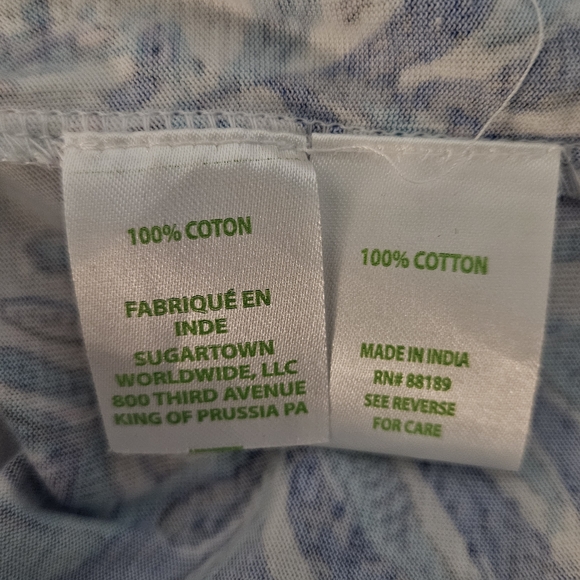 100% COTON
FABRIQUÉ EN
INDE
SUGARTOWN
WORLDWIDE, LLC
800 THIRD AVENUE
KING OF PRUSSIA PA
100% COTTON
MADE IN INDIA
RN# 88189
SEE REVERSE
FOR CARE